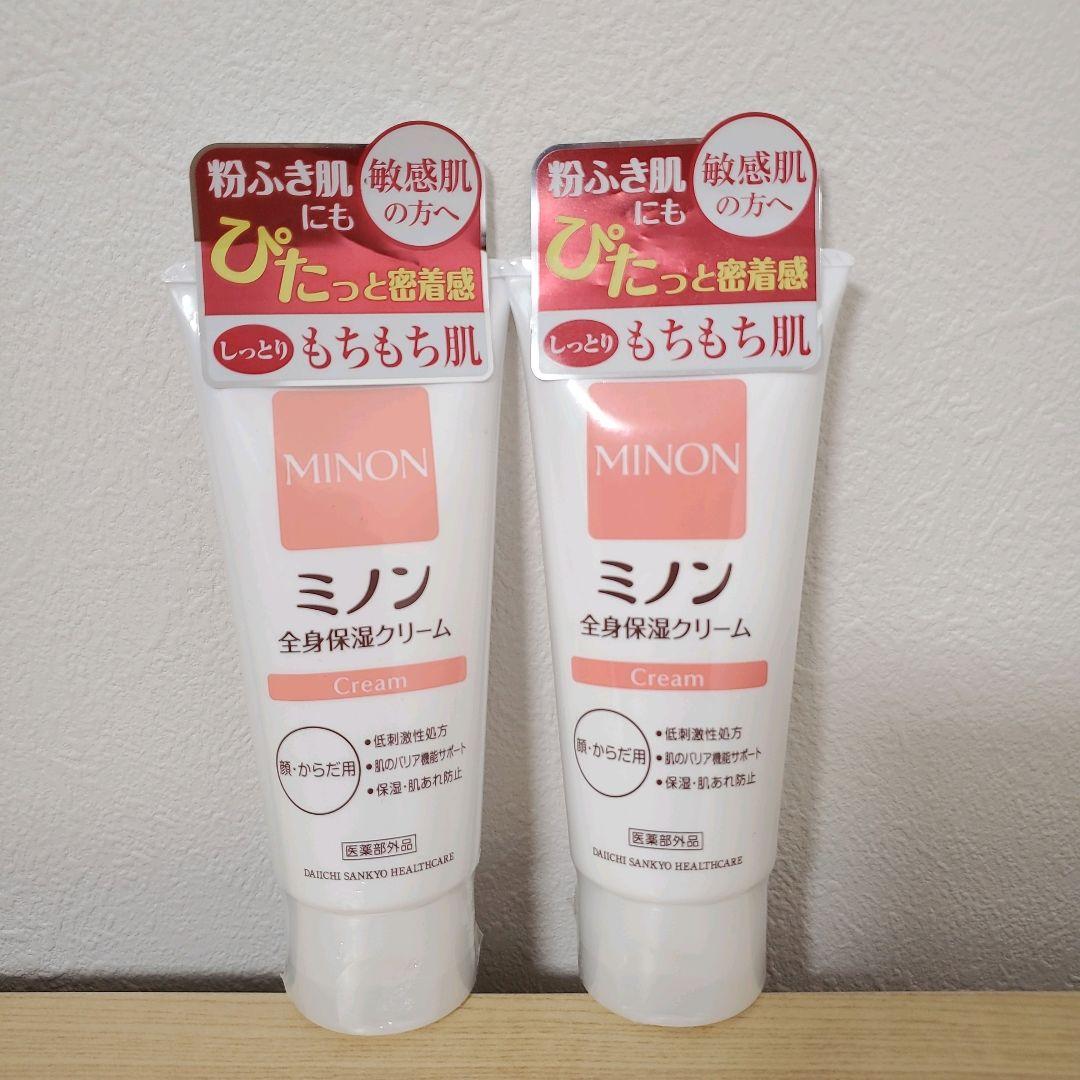 粉ふき肌
にも
敏感肌
の方へ
ぴたっと密着感
しっとり もちもち肌
MINON
ミノン
全身保湿クリーム
Cream
顔・からだ用
•低刺激性処方
•肌のバリア機能サポート
•保湿・肌あれ防止
医薬部外品
DAIICHI SANKYO HEALTHCARE
粉ふき肌
にも
敏感肌
の方へ
ぴたっと密着感
しっとり もちもち肌
MINON
ミノン
全身保湿クリーム
Cream
顔・からだ用
•低刺激性処方
•肌のバリア機能サポート
•保湿・肌あれ防止
医薬部外品
DAIICHI SANKYO HEALTHCARE